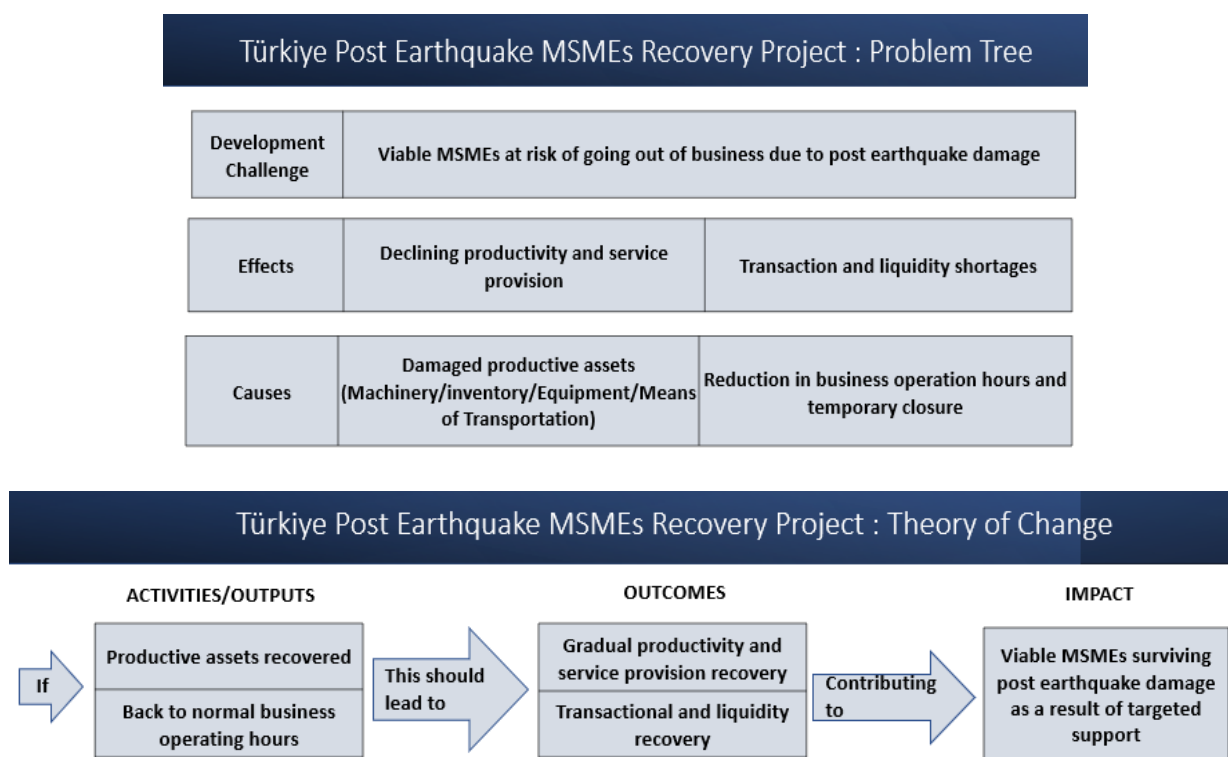 Türkiye Post Earthquake MSMEs Recovery Project : Problem Tree
Development
Challenge
Viable MSMEs at risk of going out of business due to post earthquake damage
Effects
Declining productivity and service
provision
Transaction and liquidity shortages
Causes
Damaged productive assets
(Machinery/inventory/Equipment/Means
of Transportation)
Reduction in business operation hours and
temporary closure
Türkiye Post Earthquake MSMEs Recovery Project : Theory of Change
ACTIVITIES/OUTPUTS
OUTCOMES
IMPACT
If
Productive assets recovered
Back to normal business
operating hours
This should
lead to
Gradual productivity and
service provision recovery
Transactional and liquidity
recovery
Contributing
to
Viable MSMEs surviving
post earthquake damage
as a result of targeted
support